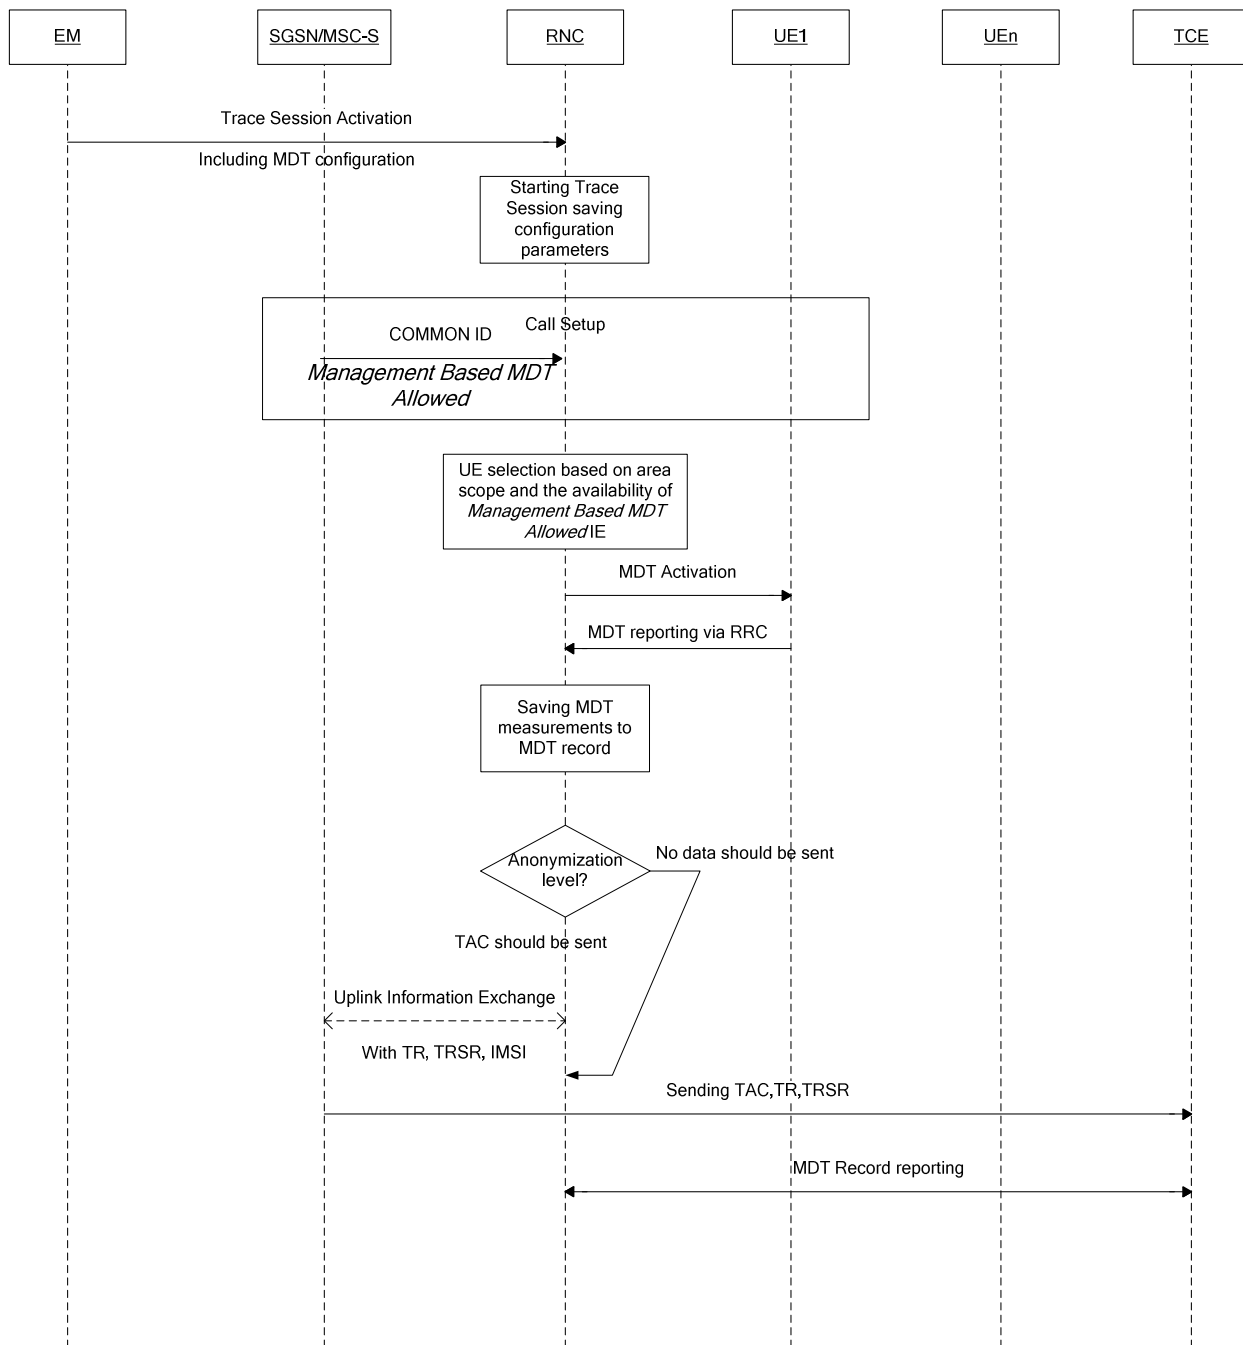 EM
SGSN/MSC-S
RNC
UE1
UEn
TCE
Trace Session Activation
Including MDT configuration
Starting Trace
Session saving
configuration
parameters
Call Setup
COMMON ID
Management Based MDT
Allowed
UE selection based on area
scope and the availability of
Management Based MDT
Allowed IE
MDT Activation
MDT reporting via RRC
Saving MDT
measurements to
MDT record
Anonymization
level?
No data should be sent
TAC should be sent
Uplink Information Exchange
With TR, TRSR, IMSI
Sending TAC,TR,TRSR
MDT Record reporting